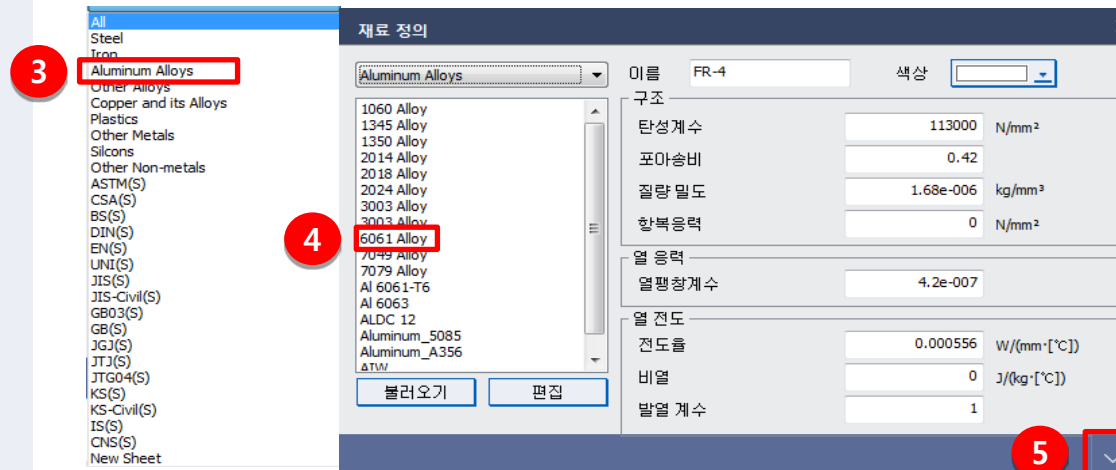 All
Steel
Iron
Aluminum Alloys
Other Alloys
Copper and its Alloys
Plastics
Other Metals
Silcons
Other Non-metals
ASTM(S)
CSA(S)
BS(S)
DIN(S)
EN(S)
UNI(S)
JIS(S)
JIS-Civil(S)
GB03(S)
GB(S)
JGJ(S)
JTJ(S)
JTG04(S)
KS(S)
KS-Civil(S)
IS(S)
CNS(S)
New Sheet
3
재료 정의
Aluminum Alloys
1060 Alloy
1345 Alloy
1350 Alloy
2014 Alloy
2018 Alloy
2024 Alloy
3003 Alloy
3003 Alloy
6061 Alloy
7049 Alloy
7079 Alloy
Al 6061-T6
Al 6063
ALDC 12
Aluminum_5085
Aluminum_A356
4
불러오기 편집
이름 FR-4 색상
구조
탄성계수 113000 N/mm²
포아송비 0.42
질량 밀도 1.68e-006 kg/mm³
항복응력 0 N/mm²
열 응력
열팽창계수 4.2e-007
열 전도
전도율 0.000556 W/(mm·[℃])
비열 0 J/(kg·[℃])
발열 계수 1
5